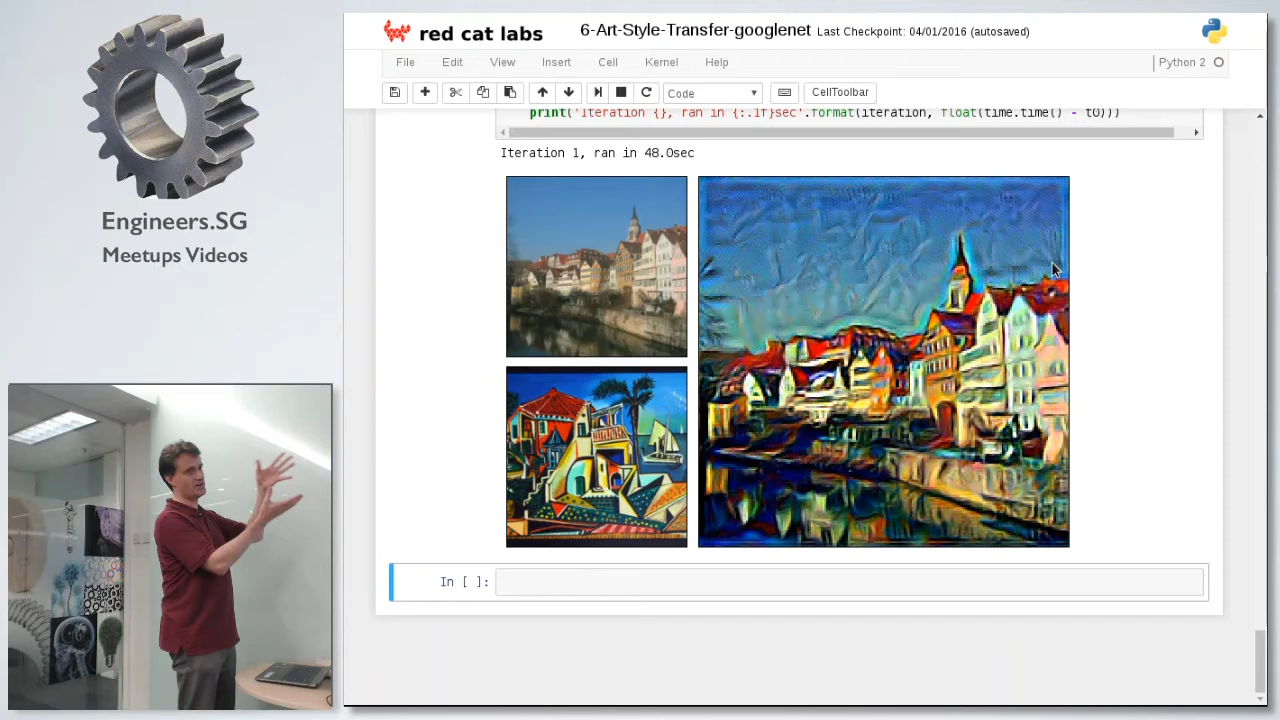 Engineers.SG
Meetups Videos
red cat labs
6-Art-Style-Transfer-googlenet Last Checkpoint: 04/01/2016 (autosaved)
File Edit View Insert Cell Kernel Help
Python 2
Code
CellToolbar
print('Iteration {}, ran in {:.1f}sec'.format(iteration, float(time.time() - t0)))
Iteration 1, ran in 48.0sec
In [ ]: